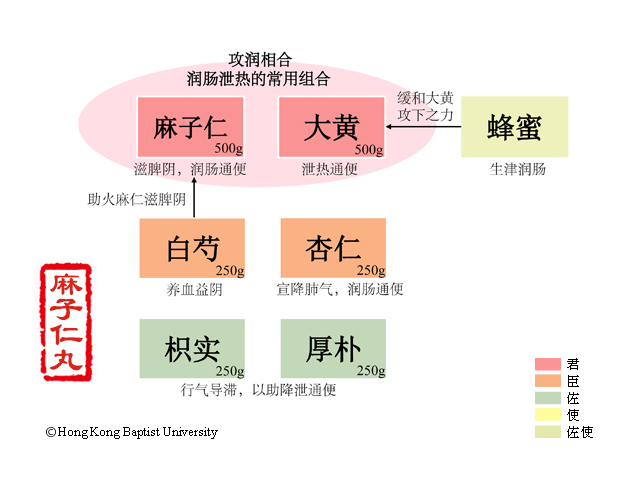 攻润相合
润肠泄热的常用组合
麻子仁
500g
大黄
500g
缓和大黄
攻下之力
蜂蜜
滋脾阴，润肠通便
泄热通便
生津润肠
助火麻仁滋脾阴
白芍
250g
杏仁
250g
养血益阴
宣降肺气，润肠通便
麻子仁丸
枳实
250g
厚朴
250g
行气导滞，以助降泄通便
君
臣
佐
使
佐使
©Hong Kong Baptist University